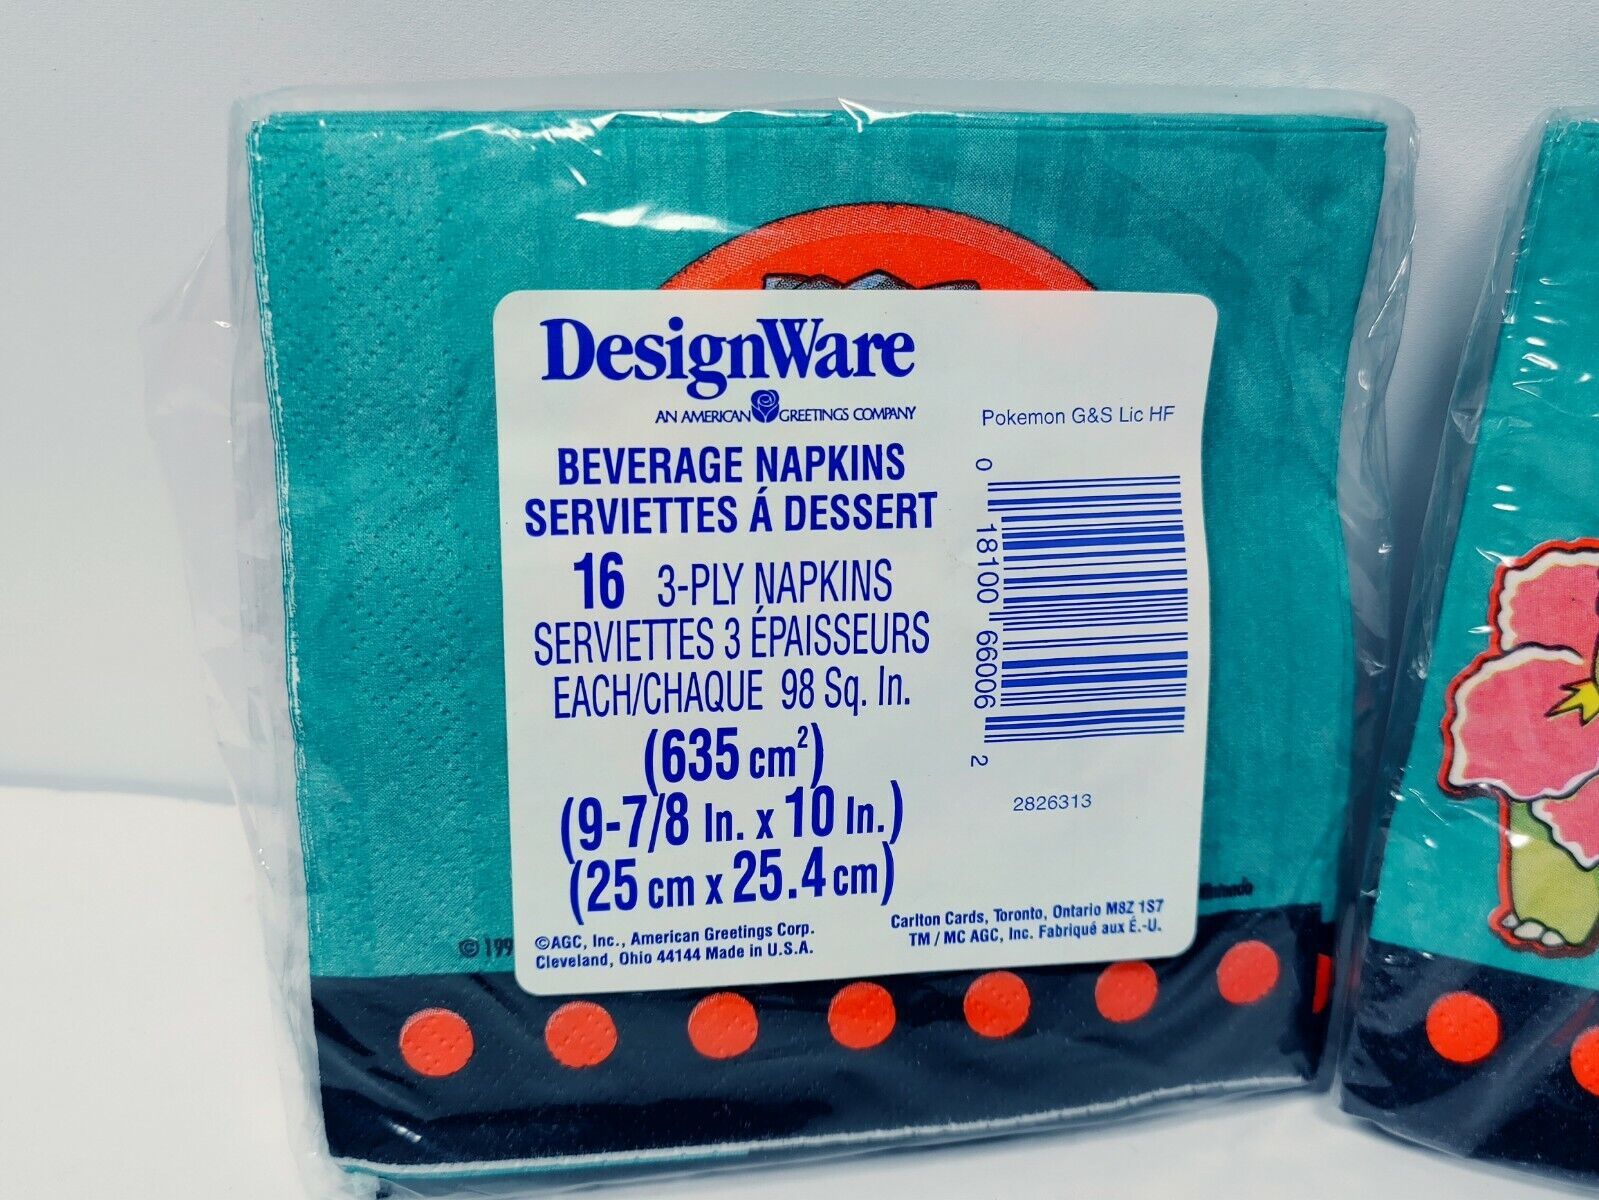 DesignWare
AN AMERICAN GREETINGS COMPANY
BEVERAGE NAPKINS
SERVIETTES Á DESSERT
16 3-PLY NAPKINS
SERVIETTES 3 ÉPAISSEURS
EACH/CHAQUE 98 Sq. In.
(635 cm²)
(9-7/8 In. x 10 In.)
(25 cm x 25.4 cm)
©AGC, Inc., American Greetings Corp.
Cleveland, Ohio 44144 Made in U.S.A.
Pokemon G&S Lic HF
0 18100 66006 2
2826313
Carlton Cards, Toronto, Ontario M8Z 1S7
TM / MC AGC, Inc. Fabriqué aux É.-U.
© 199